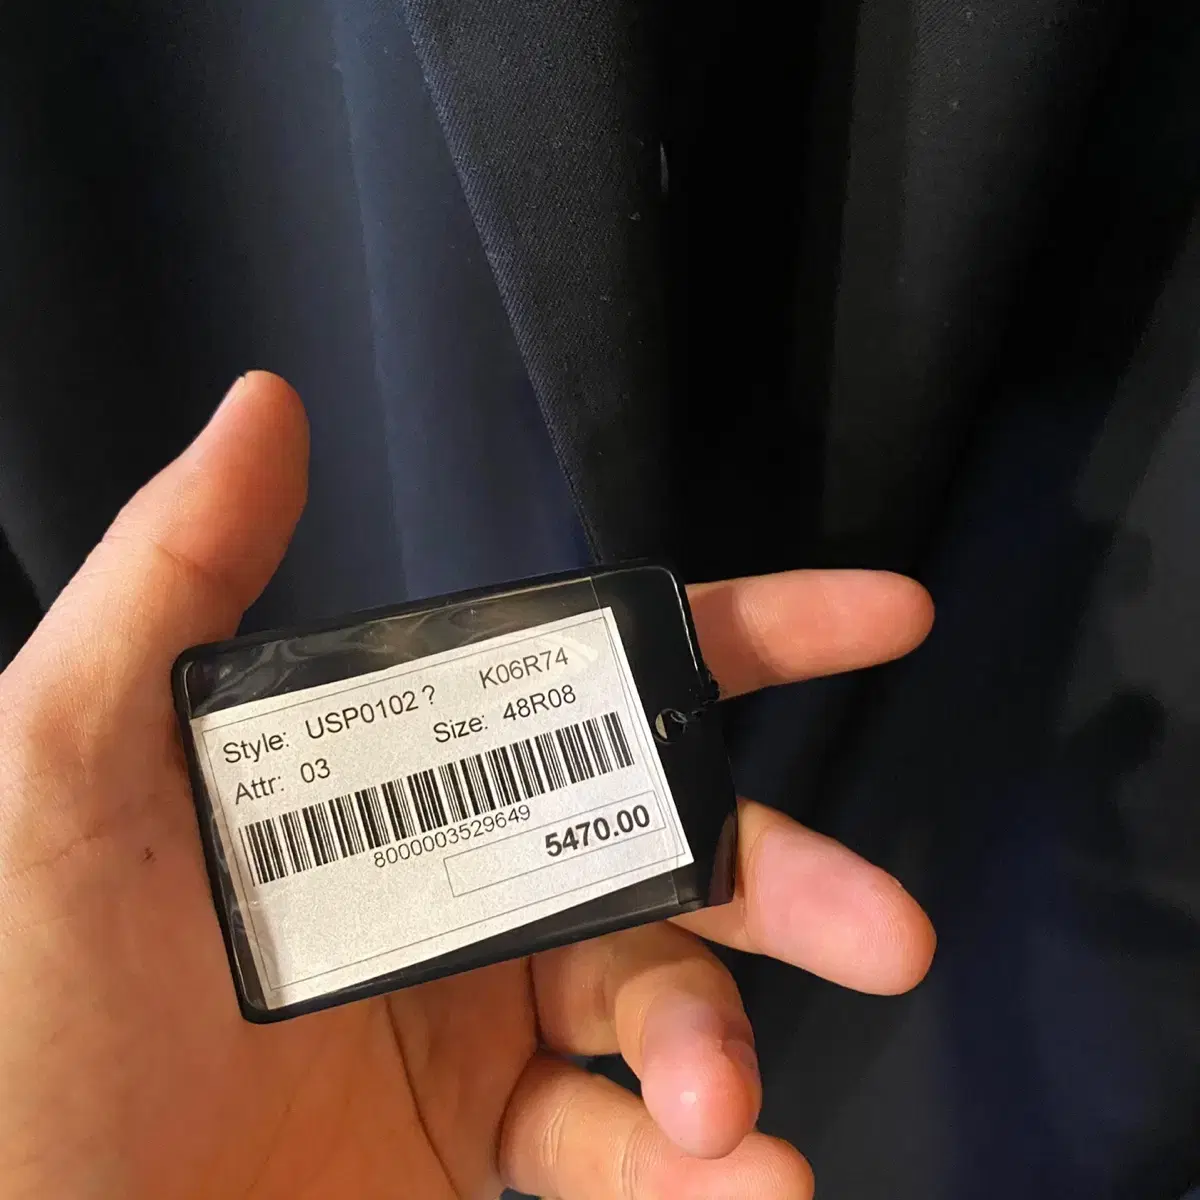 Style: USP0102? K06R74
Attr: 03 Size: 48R08
8000003529649
5470.00